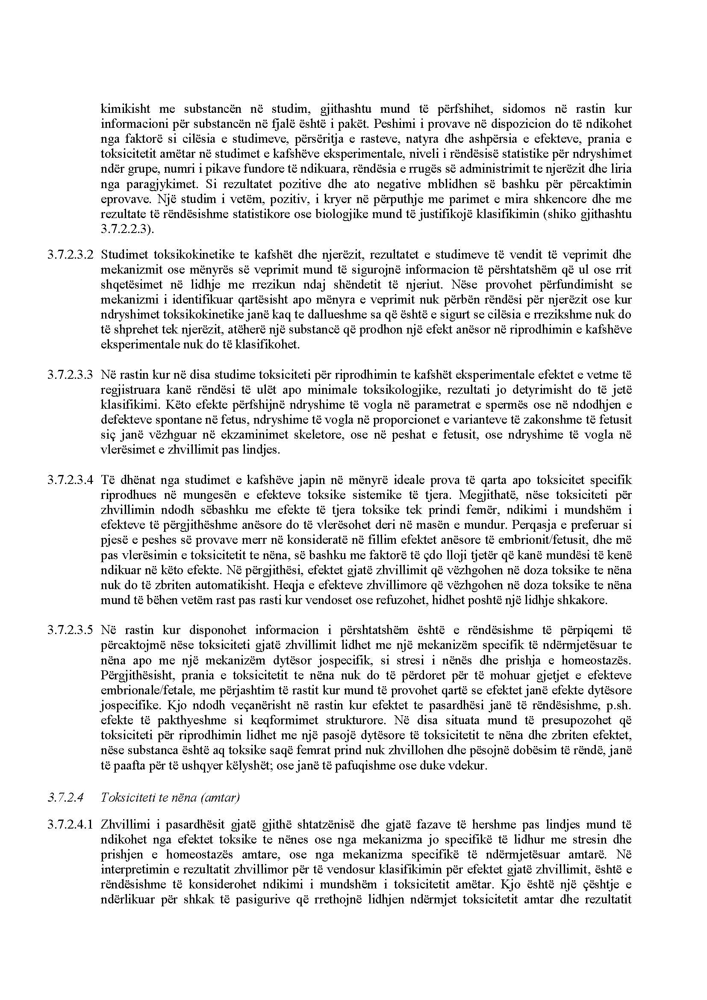 kimikisht me substancën në studim, gjithashtu mund të përfshihet, sidomos në rastin kur
informacioni për substancën në fjalë është i pakët. Peshimi i provave në dispozicion do të ndikohet
nga faktorë si cilësia e studimeve, përsëritja e rasteve, natyra dhe ashpërsia e efekteve, prania e
toksicitetit amëtar në studimet e kafshëve eksperimentale, niveli i rëndësisë statistike për ndryshimet
ndër grupe, numri i pikave fundore të ndikuara, rëndësia e rrugës së administrimit te njerëzit dhe liria
nga paragjykimet. Si rezultatet pozitive dhe ato negative mblidhen së bashku për përcaktimin
eprovave. Një studim i vetëm, pozitiv, i kryer në përputhje me parimet e mira shkencore dhe me
rezultate të rëndësishme statistikore ose biologjike mund të justifikojë klasifikimin (shiko gjithashtu
3.7.2.2.3).
3.7.2.3.2 Studimet toksikokinetike te kafshët dhe njerëzit, rezultatet e studimeve të vendit të veprimit dhe
mekanizmit ose mënyrës së veprimit mund të sigurojnë informacion të përshtatshëm që ul ose rrit
shqetësimet në lidhje me rrezikun ndaj shëndetit të njeriut. Nëse provohet përfundimisht se
mekanizmi i identifikuar qartësisht apo mënyra e veprimit nuk përbën rëndësi për njerëzit ose kur
ndryshimet toksikokinetike janë kaq te dallueshme sa që është e sigurt se cilësia e rrezikshme nuk do
të shprehet tek njerëzit, atëherë një substancë që prodhon një efekt anësor në riprodhimin e kafshëve
eksperimentale nuk do të klasifikohet.
3.7.2.3.3 Në rastin kur në disa studime toksiciteti për riprodhimin te kafshët eksperimentale efektet e vetme të
regjistruara kanë rëndësi të ulët apo minimale toksikologjike, rezultati jo detyrimisht do të jetë
klasifikimi. Këto efekte përfshijnë ndryshime të vogla në parametrat e spermës ose në ndodhjen e
defekteve spontane në fetus, ndryshime të vogla në proporcionet e varianteve të zakonshme të fetusit
siç janë vëzhguar në ekzaminimet skeletore, ose në peshat e fetusit, ose ndryshime të vogla në
vlerësimet e zhvillimit pas lindjes.
3.7.2.3.4 Të dhënat nga studimet e kafshëve japin në mënyrë ideale prova të qarta apo toksicitet specifik
riprodhues në mungesën e efekteve toksike sistemike të tjera. Megjithatë, nëse toksiciteti për
zhvillimin ndodh sëbashku me efekte të tjera toksike tek prindi femër, ndikimi i mundshëm i
efekteve të përgjithëshme anësore do të vlerësohet deri në masën e mundur. Perqasja e preferuar si
pjesë e peshes së provave merr në konsideratë në fillim efektet anësore të embrionit/fetusit, dhe më
pas vlerësimin e toksicitetit te nëna, së bashku me faktorë të çdo lloji tjetër që kanë mundësi të kenë
ndikuar në këto efekte. Në përgjithësi, efektet gjatë zhvillimit që vëzhgohen në doza toksike te nëna
nuk do të zbriten automatikisht. Heqja e efekteve zhvillimore që vëzhgohen në doza toksike te nëna
mund të bëhen vetëm rast pas rasti kur vendoset ose refuzohet, hidhet poshtë një lidhje shkakore.
3.7.2.3.5 Në rastin kur disponohet informacion i përshtatshëm është e rëndësishme të përpiqemi të
përcaktojmë nëse toksiciteti gjatë zhvillimit lidhet me një mekanizëm specifik të ndërmjetësuar te
nëna apo me një mekanizëm dytësor jospecifik, si stresi i nënës dhe prishja e homeostazës.
Përgjithësisht, prania e toksicitetit te nëna nuk do të përdoret për të mohuar gjetjet e efekteve
embrionale/fetale, me përjashtim të rastit kur mund të provohet qartë se efektet janë efekte dytësore
jospecifike. Kjo ndodh veçanërisht në rastin kur efektet te pasardhësi janë të rëndësishme, p.sh.
efekte të pakthyeshme si keqformimet strukturore. Në disa situata mund të presupozohet që
toksiciteti për riprodhimin lidhet me një pasojë dytësore të toksicitetit te nëna dhe zbriten efektet,
nëse substanca është aq toksike saqë femrat prind nuk zhvillohen dhe pësojnë dobësim të rëndë, janë
të paafta për të ushqyer këlyshët; ose janë të pafuqishme ose duke vdekur.
3.7.2.4 Toksiciteti te nëna (amtar)
3.7.2.4.1 Zhvillimi i pasardhësit gjatë gjithë shtatzënisë dhe gjatë fazave të hershme pas lindjes mund të
ndikohet nga efektet toksike te nënes ose nga mekanizma jo specifikë të lidhur me stresin dhe
prishjen e homeostazës amtare, ose nga mekanizma specifikë të ndërmjetësuar amtarë. Në
interpretimin e rezultatit zhvillimor për të vendosur klasifikimin për efektet gjatë zhvillimit, është e
rëndësishme të konsiderohet ndikimi i mundshëm i toksicitetit amëtar. Kjo është një çështje e
ndërlikuar për shkak të pasigurive që rrethojnë lidhjen ndërmjet toksicitetit amtar dhe rezultatit